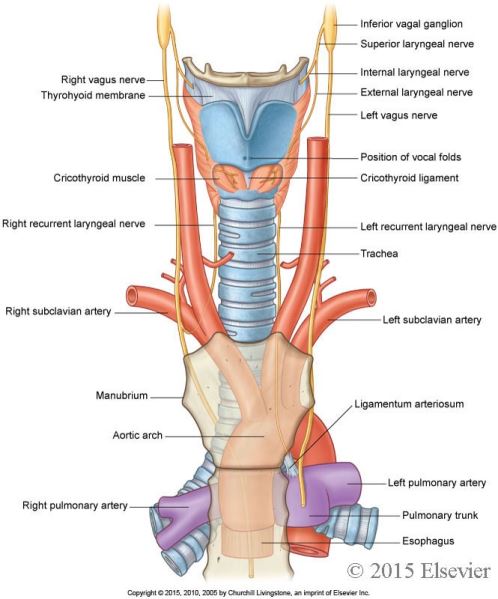 Inferior vagal ganglion
Superior laryngeal nerve
Internal laryngeal nerve
Right vagus nerve
Thyrohyoid membrane
External laryngeal nerve
Left vagus nerve
Position of vocal folds
Cricothyroid muscle
Cricothyroid ligament
Right recurrent laryngeal nerve
Left recurrent laryngeal nerve
Trachea
Right subclavian artery
Left subclavian artery
Manubrium
Ligamentum arteriosum
Aortic arch
Left pulmonary artery
Right pulmonary artery
Pulmonary trunk
Esophagus
© 2015 Elsevier
Copyright © 2015, 2010, 2005 by Churchill Livingstone, an imprint of Elsevier Inc.